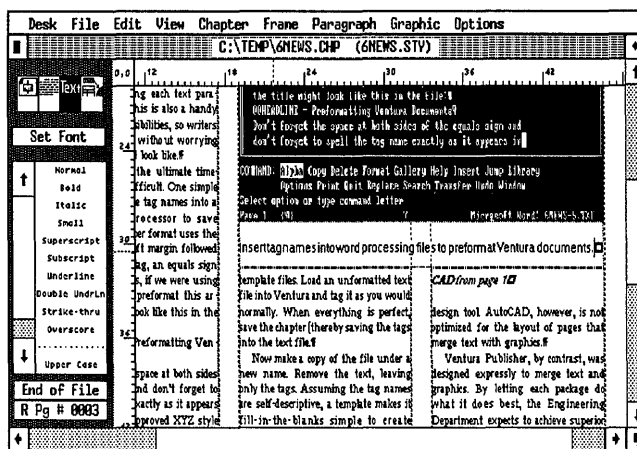 Desk File Edit View Chapter Frame Paragraph Graphic Options
C:\TEMP\6NEWS.CHP (6NEWS.STY)
0,0 12 18 24 30 36 42
Text
Set Font
Normal
Bold
Italic
Small
Superscript
Subscript
Underline
Double UndrLn
Strike-thru
Overscore
Upper Case
End of File
R Pg # 0003
24
30
36
42
ng each text para-
his is also a handy
abilities, so writers
without worrying
l look like.¶
the ultimate time
fficult. One simple
e tag names into a
rocessor to save
er format uses the
ft margin followed
ag, an equals sign
s, if we were using
preformat this ar-
ook like this in the
reformatting Ven-
space at both sides
nd don't forget to
xactly as it appears
pproved XYZ style
the title might look like this in the file:¶
@HEADLINE = Preformatting Ventura Documents¶
Don't forget the space at both sides of the equals sign and
don't forget to spell the tag name exactly as it appears in
COMMAND: Alpha Copy Delete Format Gallery Help Insert Jump Library
Options Print Quit Replace Search Transfer Undo Window
Select option or type command letter
Page 1 {9} ? Microsoft Word: 6NEWS-5.TXT
Insert tag names into word processing files to preformat Ventura documents.
template files. Load an unformatted text
file into Ventura and tag it as you would
normally. When everything is perfect,
save the chapter [thereby saving the tags
into the text file.¶
Now make a copy of the file under a
new name. Remove the text, leaving
only the tags. Assuming the tag names
are self-descriptive, a template makes it
fill-in-the-blanks simple to create
CAD from page 1
design tool AutoCAD, however, is not
optimized for the layout of pages that
merge text with graphics.¶
Ventura Publisher, by contrast, was
designed expressly to merge text and
graphics. By letting each package do
what it does best, the Engineering
Department expects to achieve superior